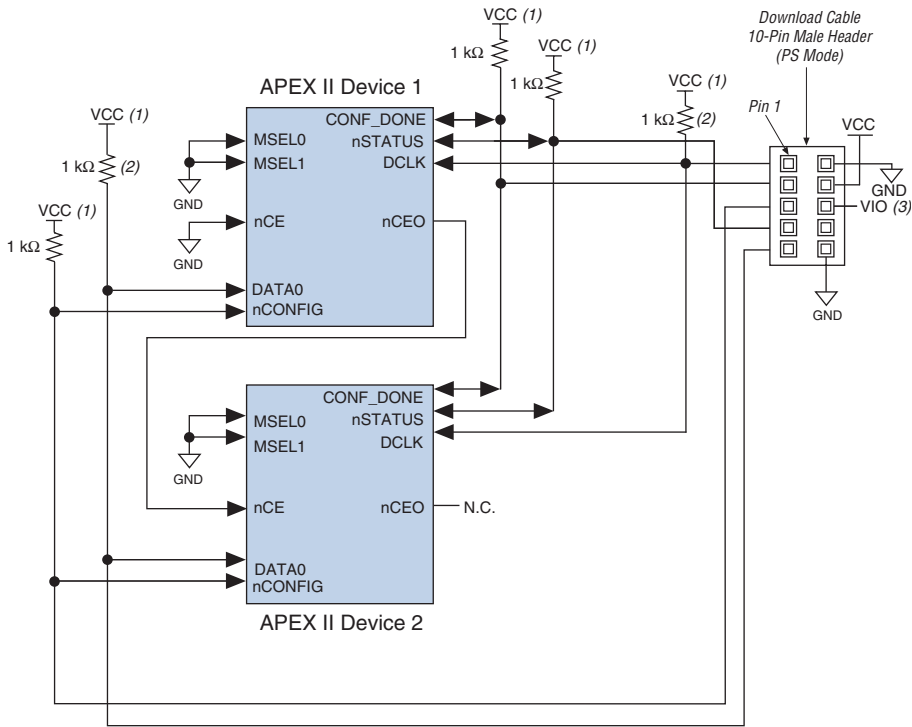 VCC (1)
1 kΩ
VCC (1)
1 kΩ
Download Cable
10-Pin Male Header
(PS Mode)
VCC (1)
1 kΩ (2)
Pin 1
VCC
GND
VIO (3)
GND
VCC (1)
1 kΩ (2)
VCC (1)
1 kΩ
APEX II Device 1
MSEL0
MSEL1
GND
nCE
GND
DATA0
nCONFIG
CONF_DONE
nSTATUS
DCLK
nCEO
MSEL0
MSEL1
GND
nCE
DATA0
nCONFIG
CONF_DONE
nSTATUS
DCLK
nCEO
N.C.
APEX II Device 2